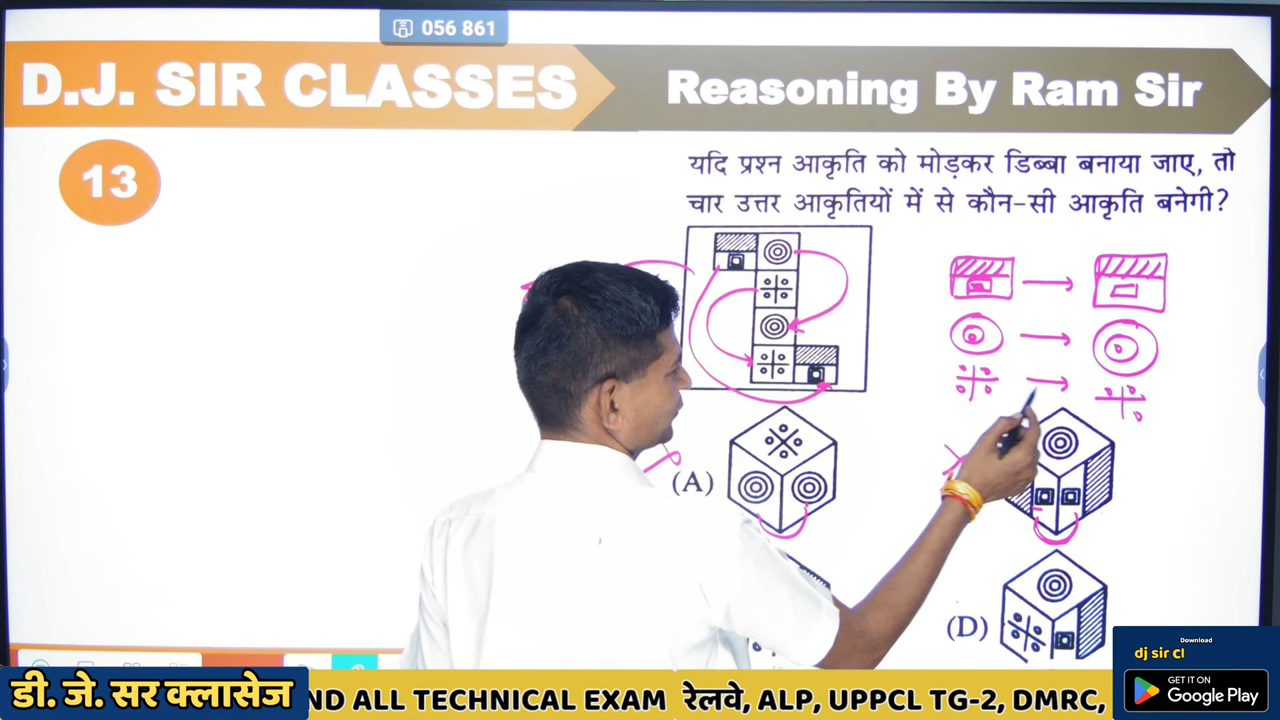 056 861
D.J. SIR CLASSES
Reasoning By Ram Sir
13
यदि प्रश्न आकृति को मोड़कर डिब्बा बनाया जाए, तो
चार उत्तर आकृतियों में से कौन-सी आकृति बनेगी?
(A)
(D)
डी. जे. सर क्लासेज
ND ALL TECHNICAL EXAM रेलवे, ALP, UPPCL TG-2, DMRC,
Download
dj sir Cl
GET IT ON
Google Play